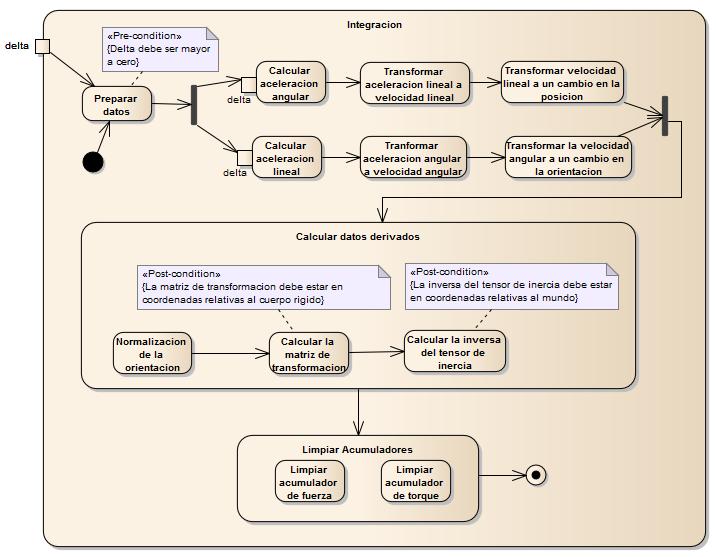 Integracion
delta
«Pre-condition»
{Delta debe ser mayor
a cero}
Preparar
datos
delta
Calcular
aceleracion
angular
Transformar
aceleracion lineal a
velocidad lineal
Transformar velocidad
lineal a un cambio en la
posicion
delta
Calcular
aceleracion
lineal
Tranformar
aceleracion angular
a velocidad angular
Transformar la velocidad
angular a un cambio en
la orientacion
Calcular datos derivados
«Post-condition»
{La matriz de transformacion debe estar en
coordenadas relativas al cuerpo rigido}
«Post-condition»
{La inversa del tensor de inercia debe estar
en coordenadas relativas al mundo}
Normalizacion
de la
orientacion
Calcular la
matriz de
transformacion
Calcular la inversa
del tensor de
inercia
Limpiar Acumuladores
Limpiar
acumulador
de fuerza
Limpiar
acumulador
de torque